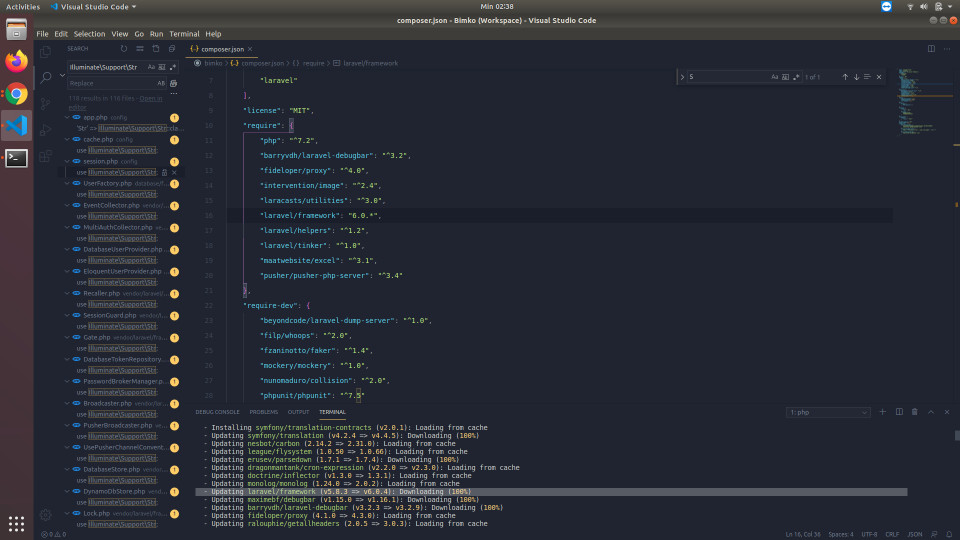 Activities
Visual Studio Code
Min 02:38
composer.json - Bimko (Workspace) - Visual Studio Code
File Edit Selection View Go Run Terminal Help
SEARCH
Illuminate\Support\Str
Aa
Replace
AB
118 results in 116 files - Open in
editor
app.php config
'Str' => Illuminate\Support\Str::cla...
cache.php config
use Illuminate\Support\Str;
session.php config
use Illuminate\Support\Str;
UserFactory.php database/f...
use Illuminate\Support\Str;
EventCollector.php vendor/...
use Illuminate\Support\Str;
MultiAuthCollector.php ven...
use Illuminate\Support\Str;
DatabaseUserProvider.php...
use Illuminate\Support\Str;
EloquentUserProvider.php ...
use Illuminate\Support\Str;
Recaller.php vendor/laravel/...
use Illuminate\Support\Str;
SessionGuard.php vendor/l...
use Illuminate\Support\Str;
Gate.php vendor/laravel/fra...
use Illuminate\Support\Str;
DatabaseTokenRepository....
use Illuminate\Support\Str;
PasswordBrokerManager.p...
use Illuminate\Support\Str;
Broadcaster.php vendor/lar...
use Illuminate\Support\Str;
PusherBroadcaster.php ven...
use Illuminate\Support\Str;
UsePusherChannelConvent...
use Illuminate\Support\Str;
DatabaseStore.php vendor/...
use Illuminate\Support\Str;
DynamoDbStore.php vend...
use Illuminate\Support\Str;
Lock.php vendor/laravel/fra...
use Illuminate\Support\Str;
composer.json
bimko > composer.json > require > laravel/framework
5
Aa
1 of 1
7 "laravel"
8 ],
9 "license": "MIT",
10 "require": {
11 "php": "^7.2",
12 "barryvdh/laravel-debugbar": "^3.2",
13 "fideloper/proxy": "^4.0",
14 "intervention/image": "^2.4",
15 "laracasts/utilities": "^3.0",
16 "laravel/framework": "6.0.*",
17 "laravel/helpers": "^1.2",
18 "laravel/tinker": "^1.0",
19 "maatwebsite/excel": "^3.1",
20 "pusher/pusher-php-server": "^3.4"
21 },
22 "require-dev": {
23 "beyondcode/laravel-dump-server": "^1.0",
24 "filp/whoops": "^2.0",
25 "fzaninotto/faker": "^1.4",
26 "mockery/mockery": "^1.0",
27 "nunomaduro/collision": "^2.0",
28 "phpunit/phpunit": "^7.5"
DEBUG CONSOLE PROBLEMS OUTPUT TERMINAL
1: php
- Installing symfony/translation-contracts (v2.0.1): Loading from cache
- Updating symfony/translation (v4.2.4 => v4.4.5): Downloading (100%)
- Updating nesbot/carbon (2.14.2 => 2.31.0): Loading from cache
- Updating league/flysystem (1.0.50 => 1.0.66): Loading from cache
- Updating erusev/parsedown (1.7.1 => 1.7.4): Downloading (100%)
- Updating dragonmantank/cron-expression (v2.2.0 => v2.3.0): Loading from cache
- Updating doctrine/inflector (v1.3.0 => 1.3.1): Loading from cache
- Updating monolog/monolog (1.24.0 => 2.0.2): Loading from cache
- Updating laravel/framework (v5.8.3 => v6.0.4): Downloading (100%)
- Updating maximebf/debugbar (v1.15.0 => v1.16.1): Downloading (100%)
- Updating barryvdh/laravel-debugbar (v3.2.3 => v3.2.9): Downloading (100%)
- Updating fideloper/proxy (4.1.0 => 4.3.0): Loading from cache
- Updating ralouphie/getallheaders (2.0.5 => 3.0.3): Loading from cache
0 0
Ln 16, Col 38
Spaces: 4
UTF-8
CRLF
JSON